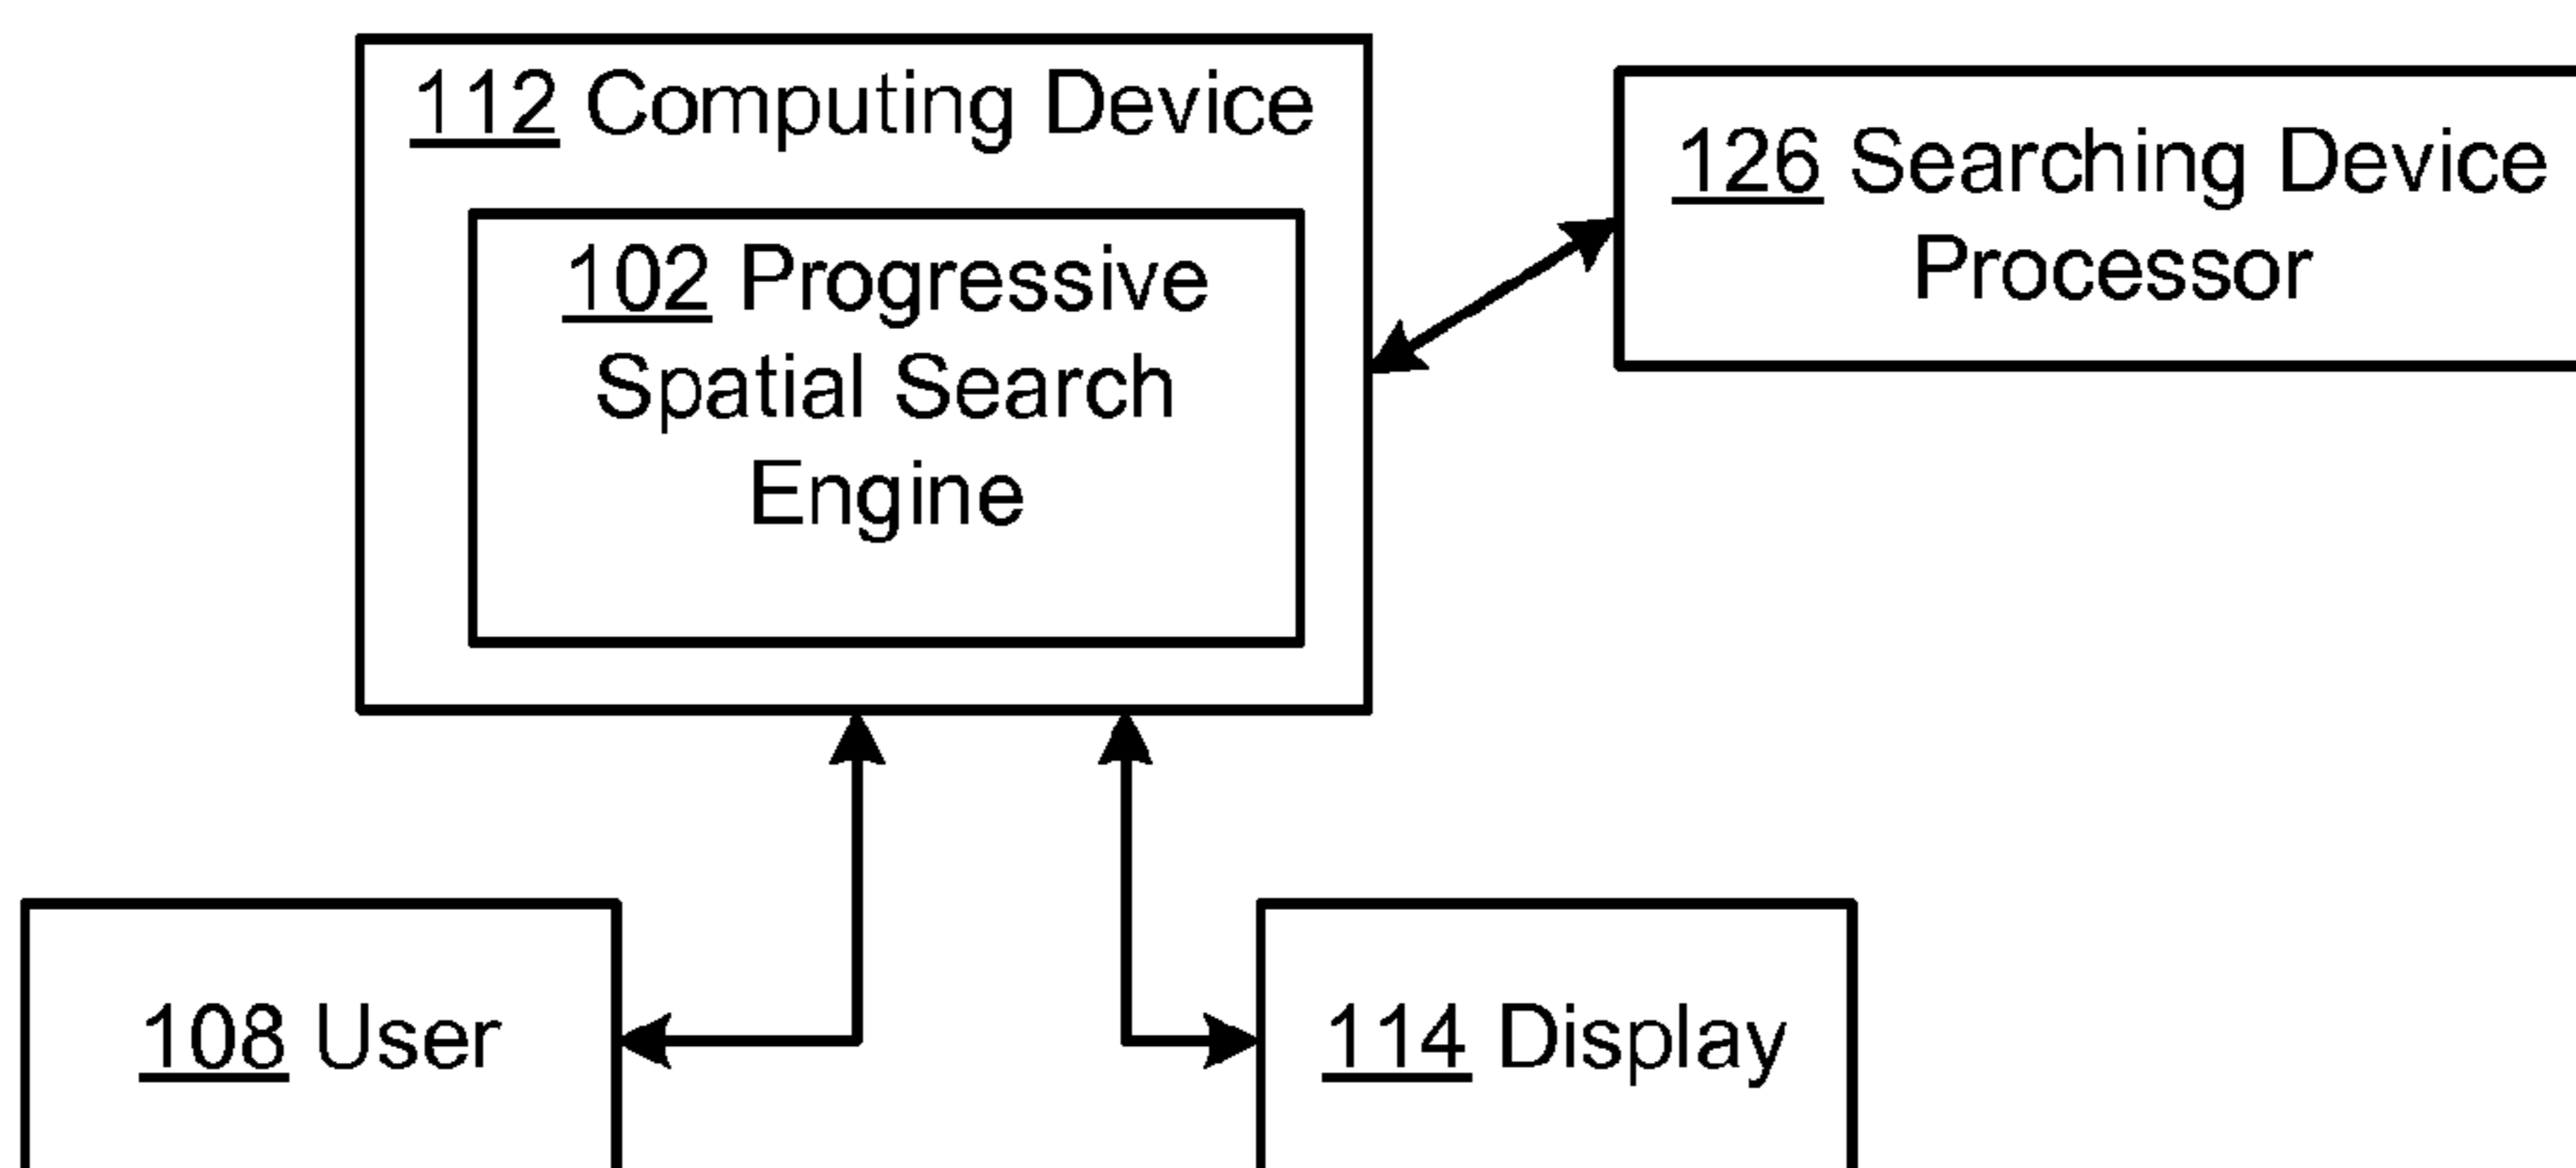 112 Computing Device
102 Progressive
Spatial Search
Engine
126 Searching Device
Processor
108 User
114 Display